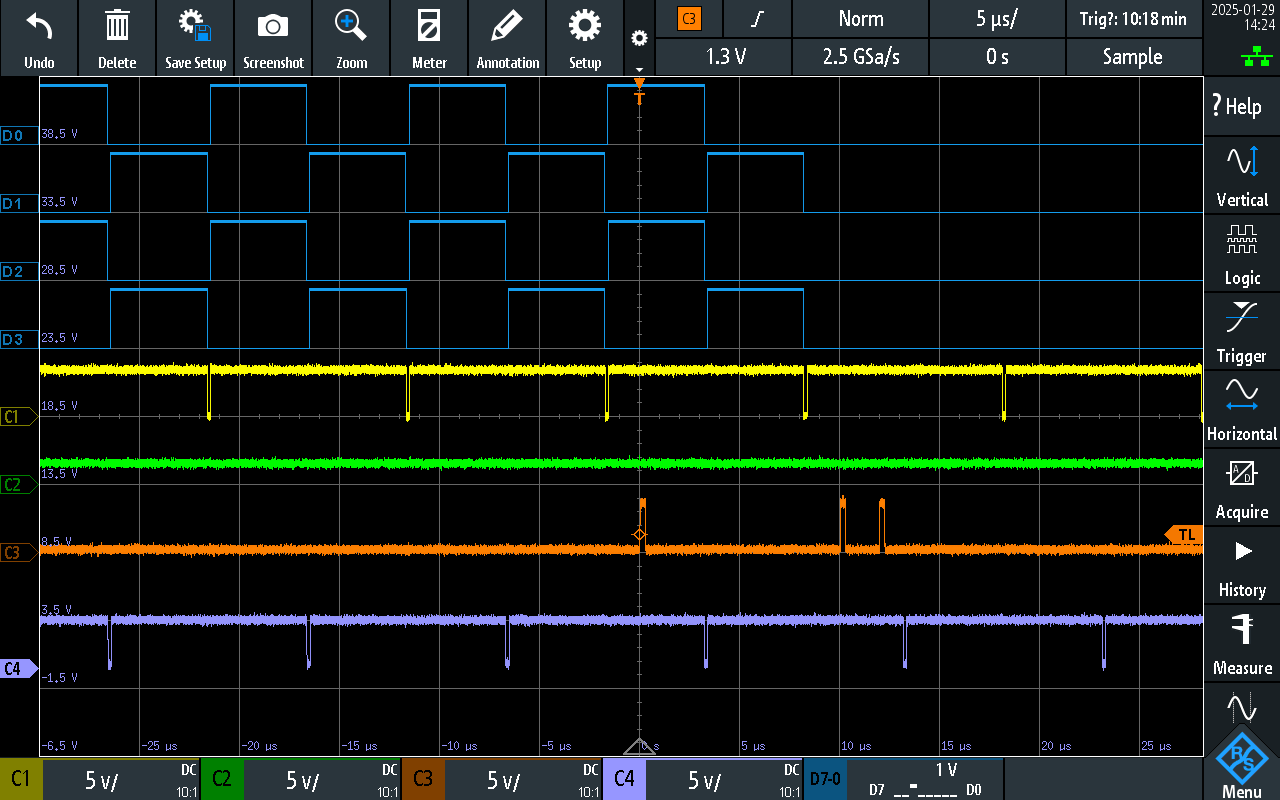 Undo
Delete
Save Setup
Screenshot
Zoom
Meter
Annotation
Setup
C3
Norm
5 µs/
Trig?: 10:18 min
2025-01-29
14:24
1.3 V
2.5 GSa/s
0 s
Sample
T
? Help
Vertical
Logic
Trigger
Horizontal
A
D
Acquire
History
Measure
R&S
Menu
D0
38,5 V
D1
33,5 V
D2
28,5 V
D3
23,5 V
18,5 V
C1
13,5 V
C2
8,5 V
C3
TL
3,5 V
C4
-1,5 V
-6,5 V
-25 µs
-20 µs
-15 µs
-10 µs
-5 µs
0 s
5 µs
10 µs
15 µs
20 µs
25 µs
C1 5 V/ DC 10:1
C2 5 V/ DC 10:1
C3 5 V/ DC 10:1
C4 5 V/ DC 10:1
D7-0 1 V
D7 D0